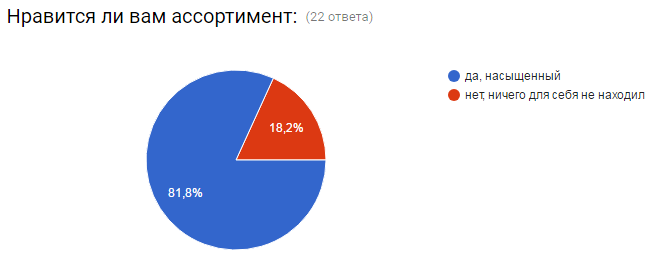 Нравится ли вам ассортимент: (22 ответа)
да, насыщенный
нет, ничего для себя не находил
18,2%
81,8%